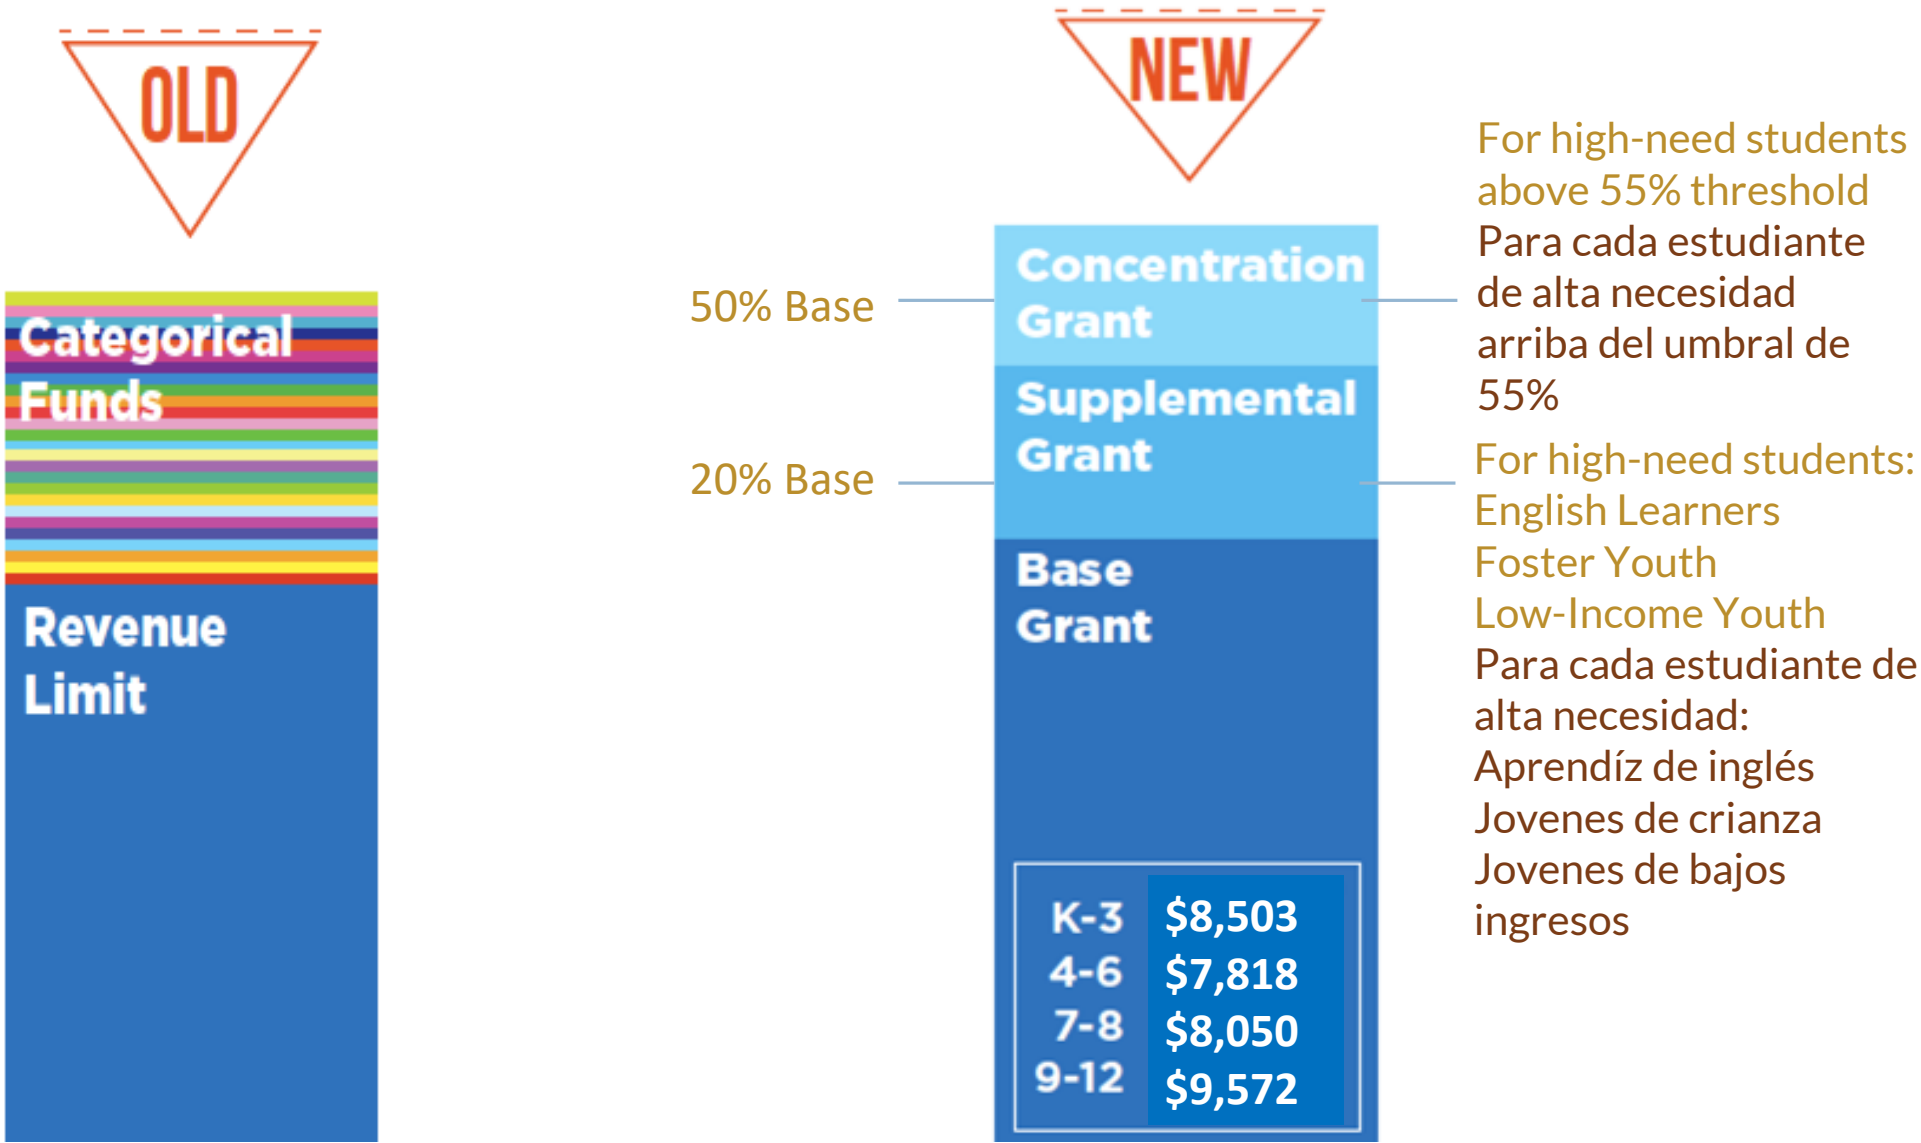 OLD
Categorical
Funds
Revenue
Limit
NEW
50% Base
20% Base
Concentration
Grant
Supplemental
Grant
Base
Grant
K-3 $8,503
4-6 $7,818
7-8 $8,050
9-12 $9,572
For high-need students
above 55% threshold
Para cada estudiante
de alta necesidad
arriba del umbral de
55%
For high-need students:
English Learners
Foster Youth
Low-Income Youth
Para cada estudiante de
alta necesidad:
Aprendíz de inglés
Jovenes de crianza
Jovenes de bajos
ingresos